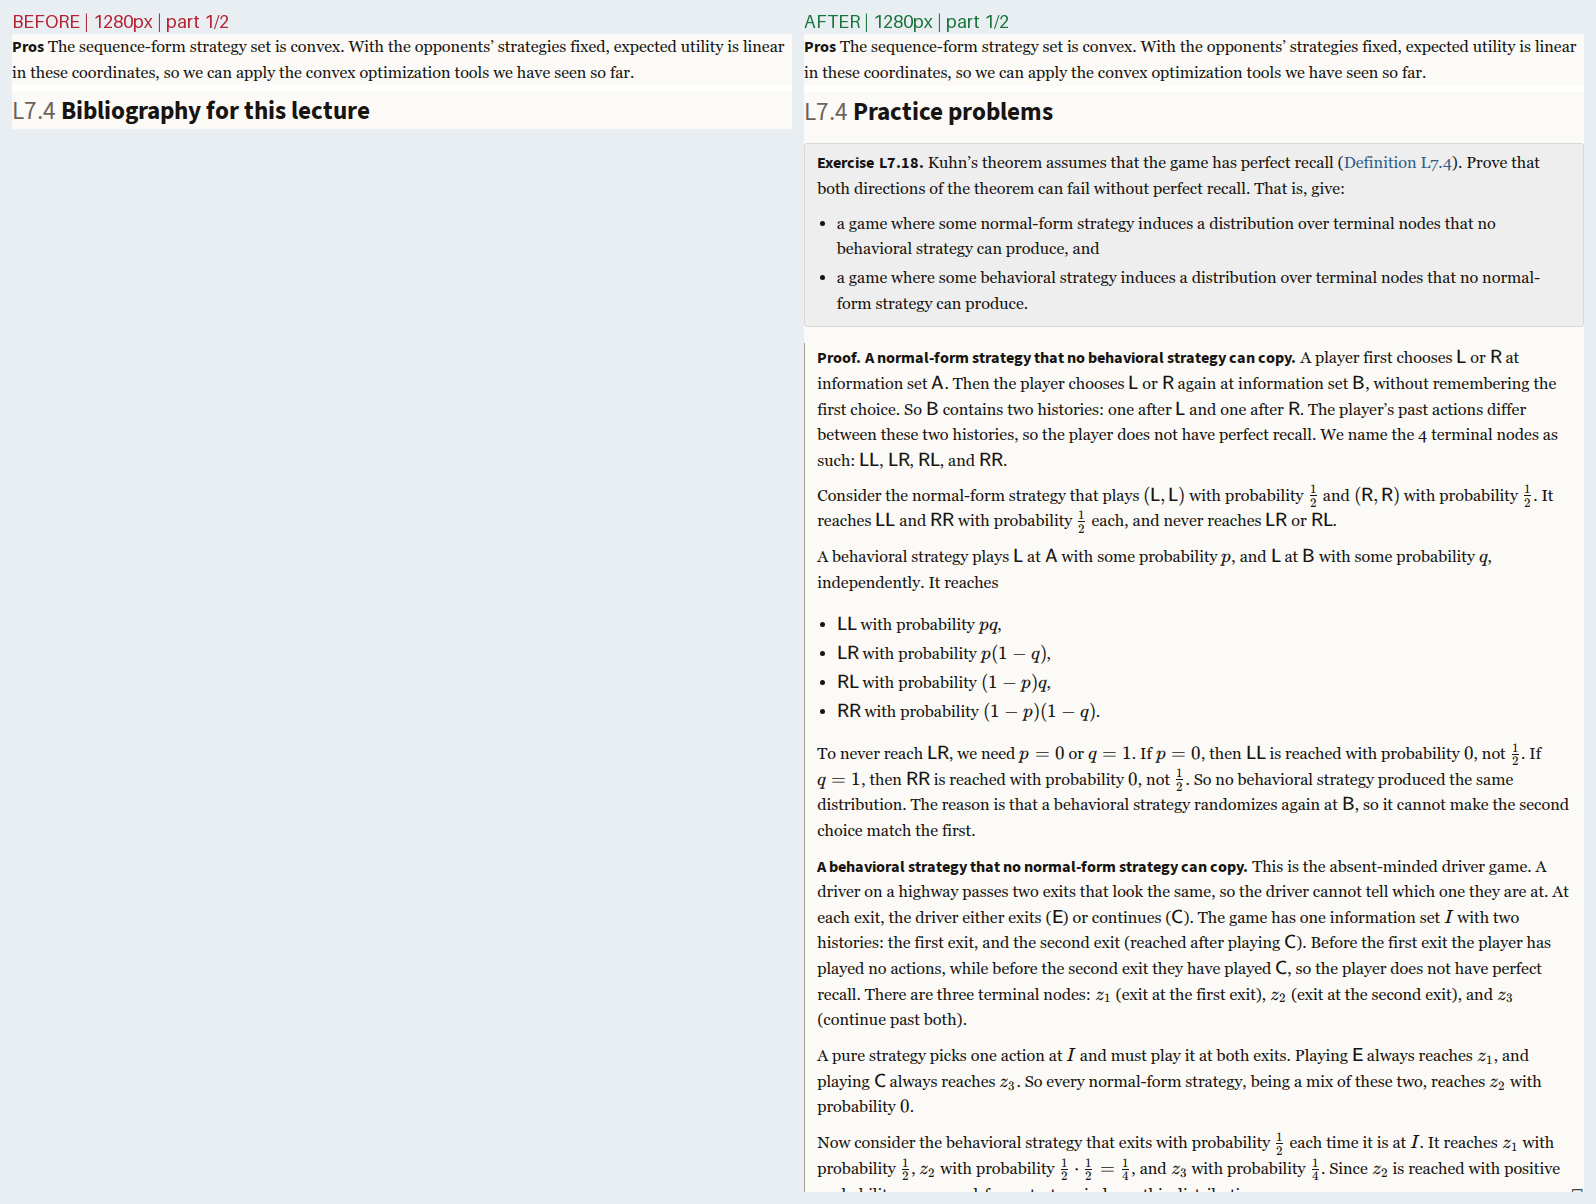 BEFORE | 1280px | part 1/2
Pros The sequence-form strategy set is convex. With the opponents’ strategies fixed, expected utility is linear
in these coordinates, so we can apply the convex optimization tools we have seen so far.
L7.4 Bibliography for this lecture
AFTER | 1280px | part 1/2
Pros The sequence-form strategy set is convex. With the opponents’ strategies fixed, expected utility is linear
in these coordinates, so we can apply the convex optimization tools we have seen so far.
L7.4 Practice problems
Exercise L7.18. Kuhn’s theorem assumes that the game has perfect recall (Definition L7.4). Prove that
both directions of the theorem can fail without perfect recall. That is, give:
• a game where some normal-form strategy induces a distribution over terminal nodes that no
behavioral strategy can produce, and
• a game where some behavioral strategy induces a distribution over terminal nodes that no normal-
form strategy can produce.
Proof. A normal-form strategy that no behavioral strategy can copy. A player first chooses L or R at
information set A. Then the player chooses L or R again at information set B, without remembering the
first choice. So B contains two histories: one after L and one after R. The player’s past actions differ
between these two histories, so the player does not have perfect recall. We name the 4 terminal nodes as
such: LL, LR, RL, and RR.
Consider the normal-form strategy that plays (L, L) with probability 1/2 and (R, R) with probability 1/2. It
reaches LL and RR with probability 1/2 each, and never reaches LR or RL.
A behavioral strategy plays L at A with some probability p, and L at B with some probability q,
independently. It reaches
• LL with probability pq,
• LR with probability p(1 − q),
• RL with probability (1 − p)q,
• RR with probability (1 − p)(1 − q).
To never reach LR, we need p = 0 or q = 1. If p = 0, then LL is reached with probability 0, not 1/2. If
q = 1, then RR is reached with probability 0, not 1/2. So no behavioral strategy produced the same
distribution. The reason is that a behavioral strategy randomizes again at B, so it cannot make the second
choice match the first.
A behavioral strategy that no normal-form strategy can copy. This is the absent-minded driver game. A
driver on a highway passes two exits that look the same, so the driver cannot tell which one they are at. At
each exit, the driver either exits (E) or continues (C). The game has one information set I with two
histories: the first exit, and the second exit (reached after playing C). Before the first exit the player has
played no actions, while before the second exit they have played C, so the player does not have perfect
recall. There are three terminal nodes: z1 (exit at the first exit), z2 (exit at the second exit), and z3
(continue past both).
A pure strategy picks one action at I and must play it at both exits. Playing E always reaches z1, and
playing C always reaches z3. So every normal-form strategy, being a mix of these two, reaches z2 with
probability 0.
Now consider the behavioral strategy that exits with probability 1/2 each time it is at I. It reaches z1 with
probability 1/2, z2 with probability 1/2 · 1/2 = 1/4, and z3 with probability 1/4. Since z2 is reached with positive